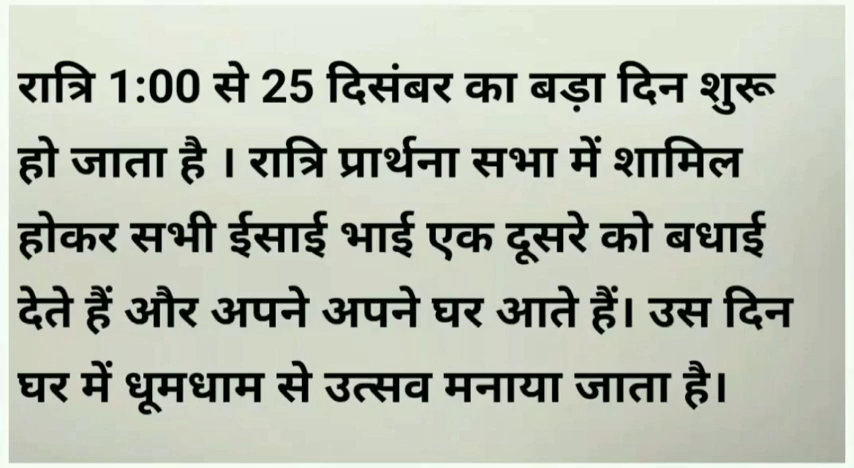 रात्रि 1:00 से 25 दिसंबर का बड़ा दिन शुरू
हो जाता है । रात्रि प्रार्थना सभा में शामिल
होकर सभी ईसाई भाई एक दूसरे को बधाई
देते हैं और अपने अपने घर आते हैं। उस दिन
घर में धूमधाम से उत्सव मनाया जाता है।